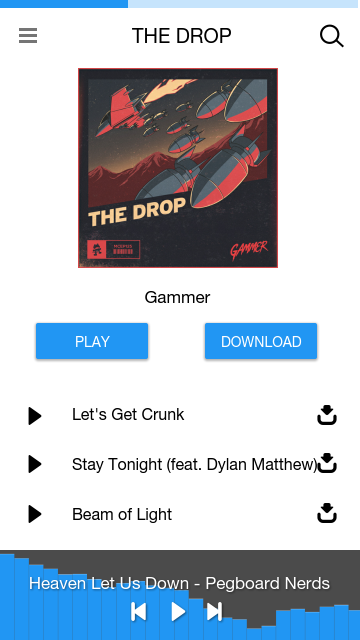 THE DROP
THE DROP
GAMMER
Gammer
PLAY
DOWNLOAD
Let's Get Crunk
Stay Tonight (feat. Dylan Matthew)
Beam of Light
Heaven Let Us Down - Pegboard Nerds